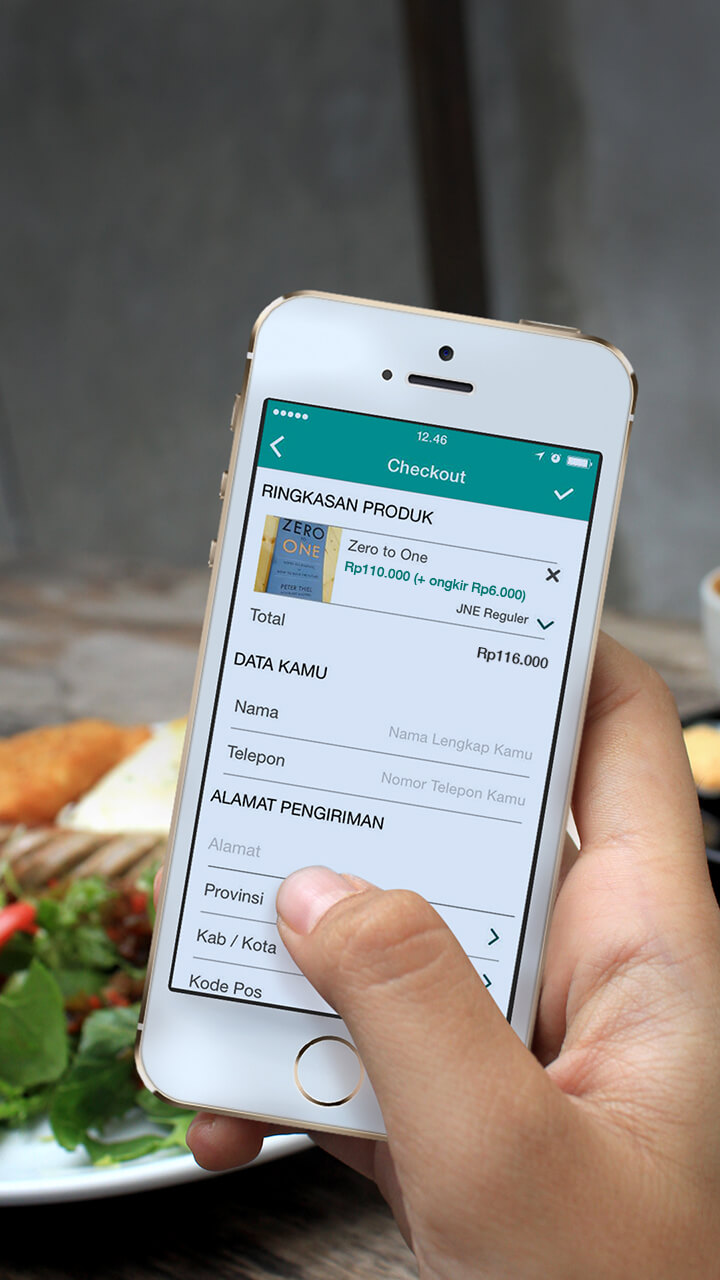 12.46
Checkout
RINGKASAN PRODUK
ZERO
to
ONE
PETER THIEL
Zero to One
Rp110.000 (+ ongkir Rp6.000)
JNE Reguler
Total
Rp116.000
DATA KAMU
Nama
Nama Lengkap Kamu
Telepon
Nomor Telepon Kamu
ALAMAT PENGIRIMAN
Alamat
Provinsi
Kab / Kota
Kode Pos